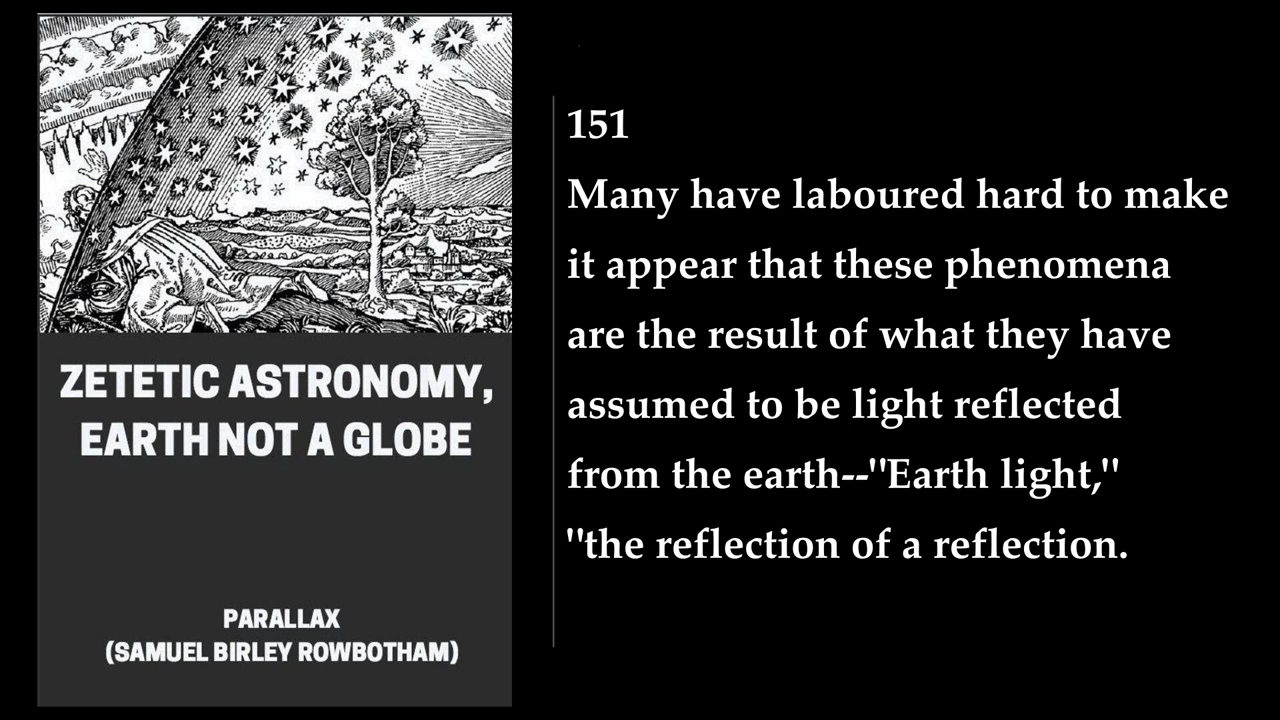 ZETETIC ASTRONOMY,
EARTH NOT A GLOBE
PARALLAX
(SAMUEL BIRLEY ROWBOTHAM)
151
Many have laboured hard to make
it appear that these phenomena
are the result of what they have
assumed to be light reflected
from the earth--"Earth light,"
"the reflection of a reflection.